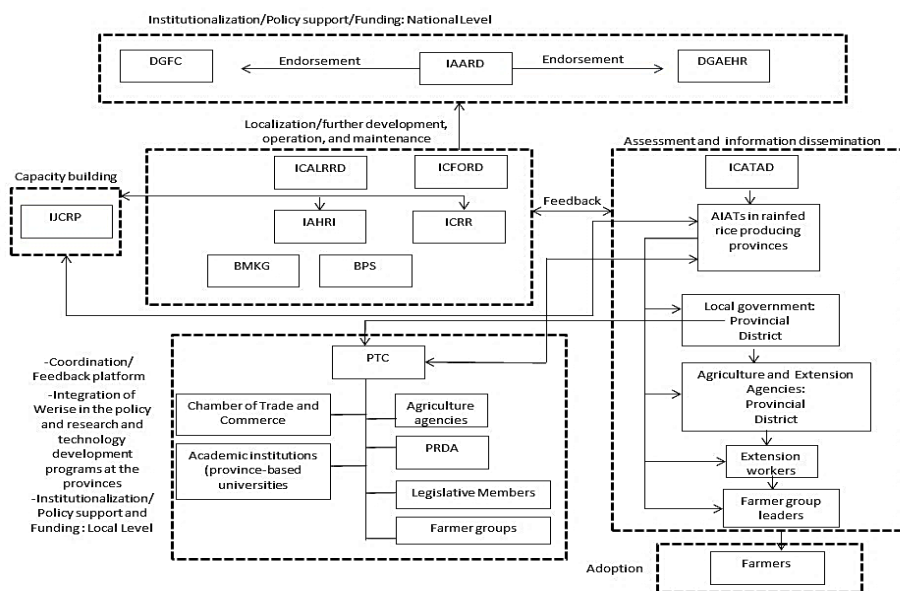 Institutionalization/Policy support/Funding: National Level
DGFC
Endorsement
IAARD
Endorsement
DGAEHR
Localization/further development,
operation, and maintenance
Assessment and information dissemination
ICALRRD
ICFORD
ICATAD
Capacity building
IJCRP
IAHRI
ICRR
Feedback
AIATs in rainfed
rice producing
provinces
BMKG
BPS
Local government:
Provincial
District
PTC
-Coordination/
Feedback platform
-Integration of
Werise in the policy
and research and
technology
development
programs at the
provinces
-Institutionalization/
Policy support and
Funding : Local Level
Chamber of Trade and
Commerce
Agriculture
agencies
Agriculture and Extension
Agencies:
Provincial
District
Academic institutions
(province-based
universities
PRDA
Extension
workers
Legislative Members
Farmer group
leaders
Farmer groups
Adoption
Farmers